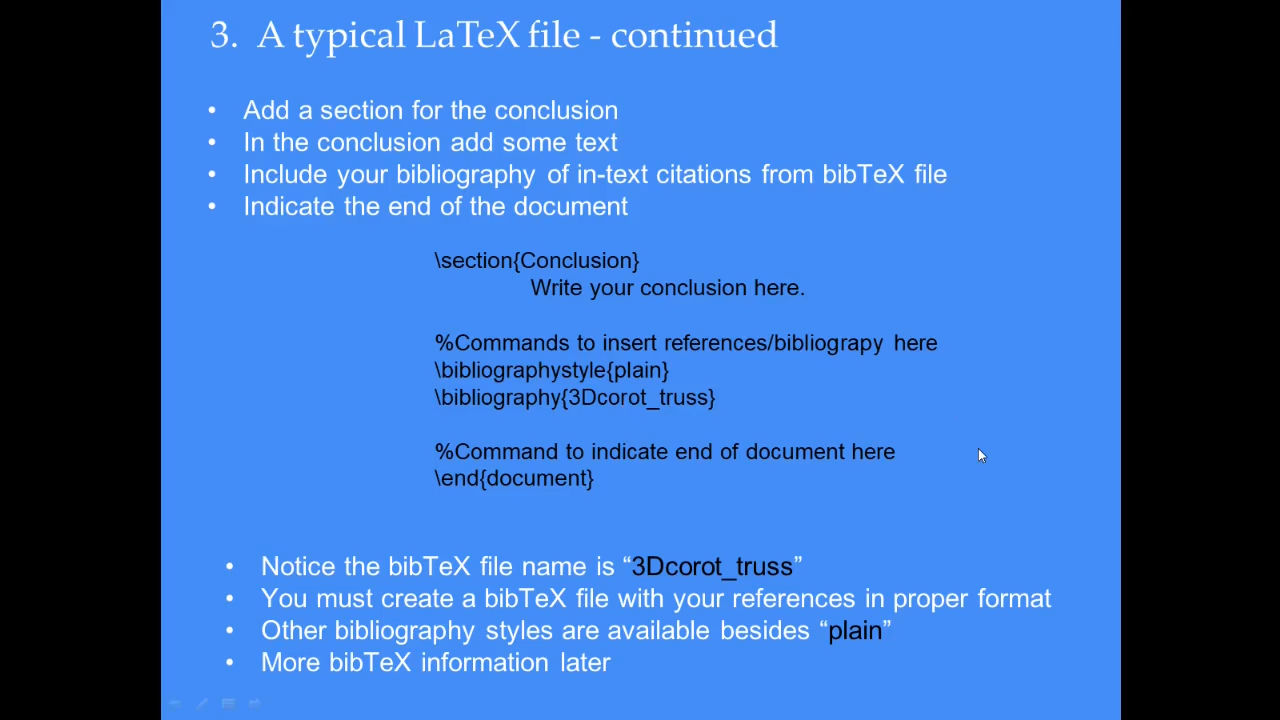 3. A typical LaTeX file - continued
• Add a section for the conclusion
• In the conclusion add some text
• Include your bibliography of in-text citations from bibTeX file
• Indicate the end of the document
\section{Conclusion}
Write your conclusion here.
%Commands to insert references/bibliograpy here
\bibliographystyle{plain}
\bibliography{3Dcorot_truss}
%Command to indicate end of document here
\end{document}
• Notice the bibTeX file name is “3Dcorot_truss”
• You must create a bibTeX file with your references in proper format
• Other bibliography styles are available besides “plain”
• More bibTeX information later